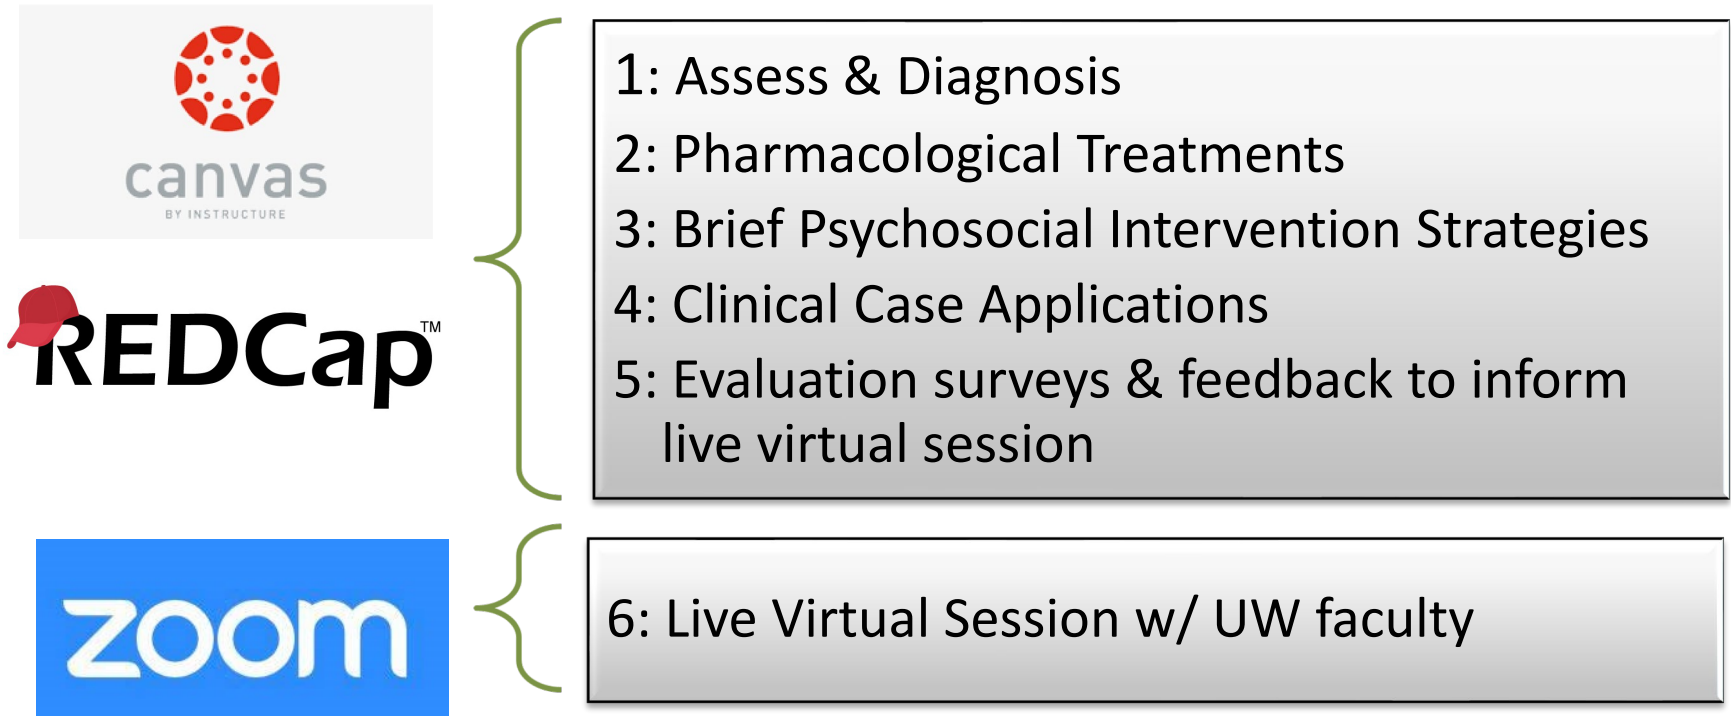 canvas
BY INSTRUCTURE
REDCap™
zoom
1: Assess & Diagnosis
2: Pharmacological Treatments
3: Brief Psychosocial Intervention Strategies
4: Clinical Case Applications
5: Evaluation surveys & feedback to inform
live virtual session
6: Live Virtual Session w/ UW faculty